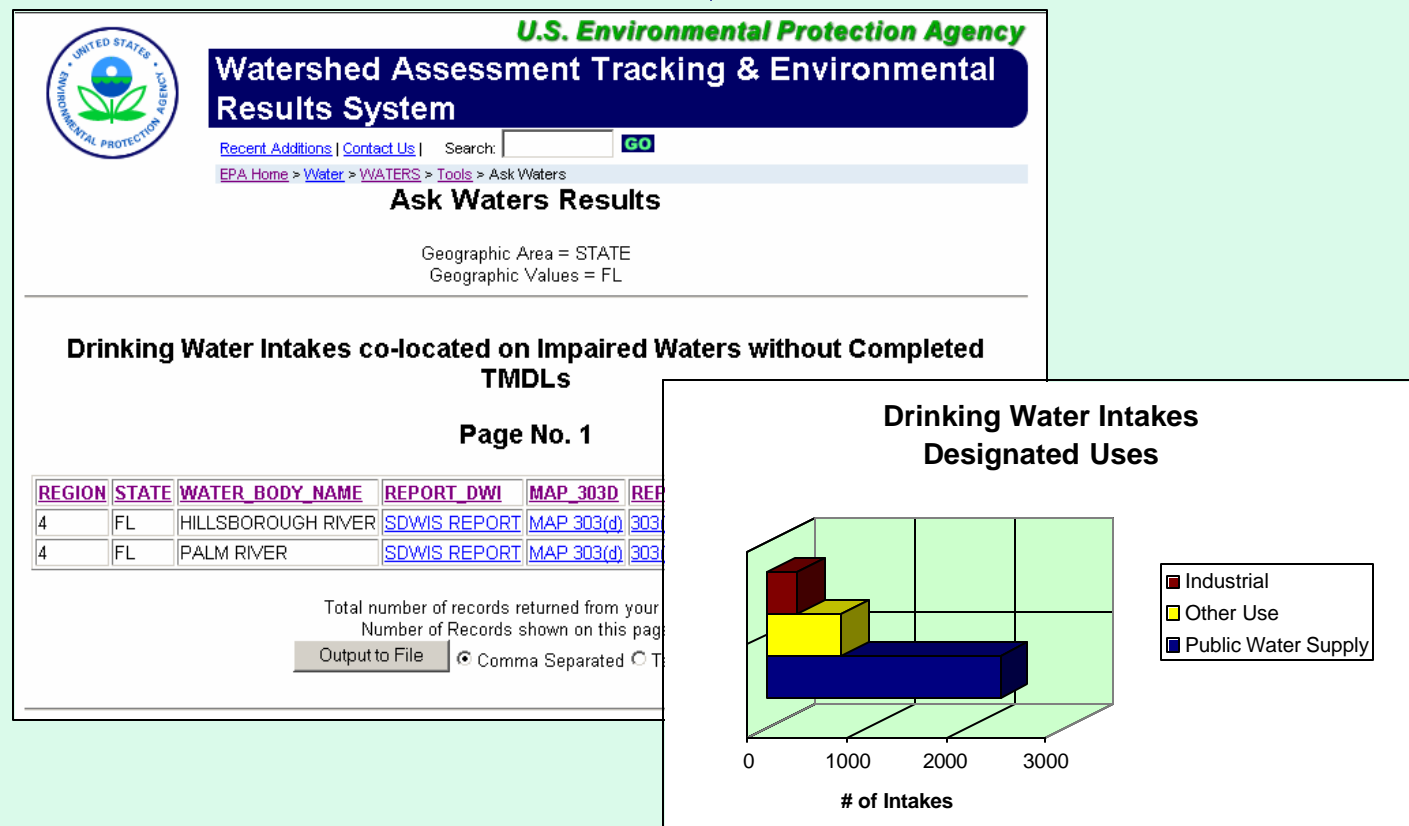 U.S. Environmental Protection Agency
UNITED STATES
ENVIRONMENTAL PROTECTION AGENCY
Watershed Assessment Tracking & Environmental
Results System
Recent Additions | Contact Us | Search: GO
EPA Home > Water > WATERS > Tools > Ask Waters
Ask Waters Results
Geographic Area = STATE
Geographic Values = FL
Drinking Water Intakes co-located on Impaired Waters without Completed
TMDLs
Page No. 1
REGION STATE WATER_BODY_NAME REPORT_DWI MAP_303D REP
4 FL HILLSBOROUGH RIVER SDWIS REPORT MAP 303(d) 303(
4 FL PALM RIVER SDWIS REPORT MAP 303(d) 303(
Total number of records returned from your
Number of Records shown on this pag
Output to File Comma Separated T
Drinking Water Intakes
Designated Uses
Industrial
Other Use
Public Water Supply
0 1000 2000 3000
# of Intakes